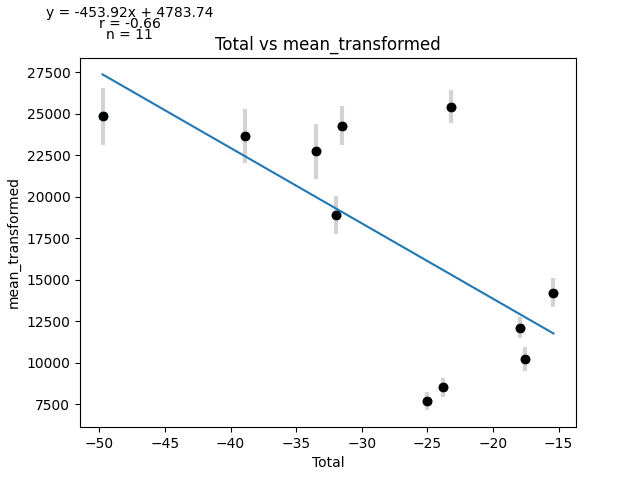 y = -453.92x + 4783.74
r = -0.66
n = 11
Total vs mean_transformed
27500
25000
22500
20000
17500
15000
12500
10000
7500
mean_transformed
−50
−45
−40
−35
−30
−25
−20
−15
Total